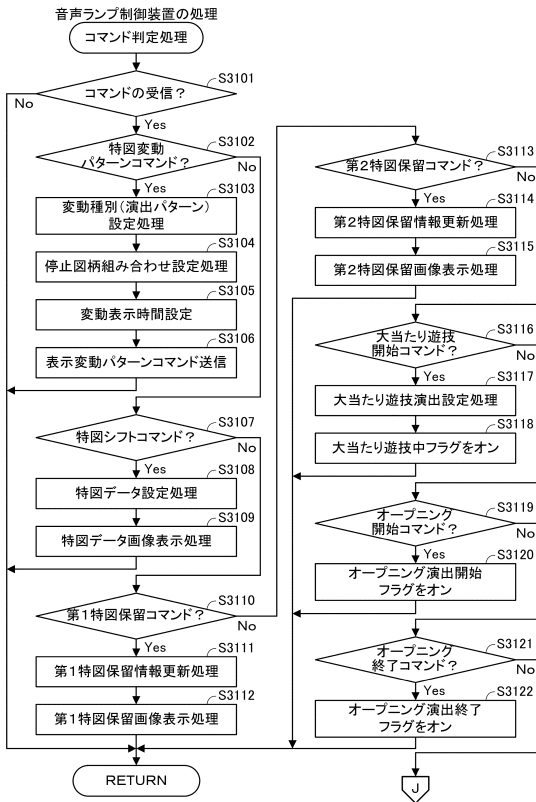 音声ランプ制御装置の処理
コマンド判定処理
S3101
コマンドの受信？
No
Yes
S3102
特図変動
パターンコマンド？
No
Yes
S3103
変動種別(演出パターン)
設定処理
S3104
停止図柄組み合わせ設定処理
S3105
変動表示時間設定
S3106
表示変動パターンコマンド送信
S3107
特図シフトコマンド？
No
Yes
S3108
特図データ設定処理
S3109
特図データ画像表示処理
S3110
第1特図保留コマンド？
No
Yes
S3111
第1特図保留情報更新処理
S3112
第1特図保留画像表示処理
RETURN
S3113
第2特図保留コマンド？
No
Yes
S3114
第2特図保留情報更新処理
S3115
第2特図保留画像表示処理
S3116
大当たり遊技
開始コマンド？
No
Yes
S3117
大当たり遊技演出設定処理
S3118
大当たり遊技中フラグをオン
S3119
オープニング
開始コマンド？
No
Yes
S3120
オープニング演出開始
フラグをオン
S3121
オープニング
終了コマンド？
No
Yes
S3122
オープニング演出終了
フラグをオン
J